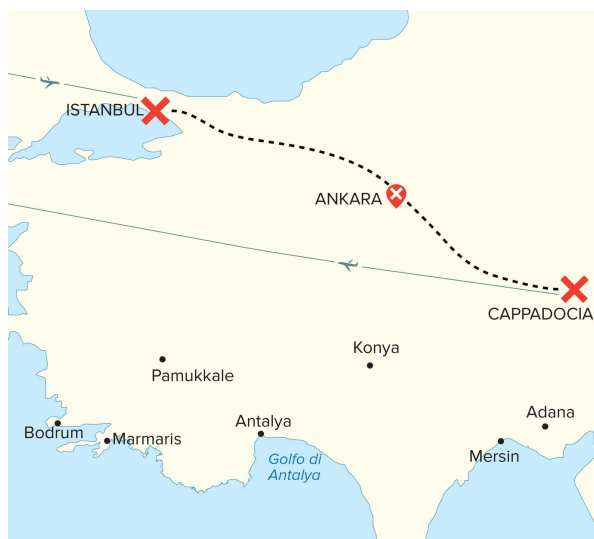 ISTANBUL
ANKARA
CAPPADOCIA
Konya
Pamukkale
Adana
Antalya
Bodrum
Marmaris
Mersin
Golfo di
Antalya